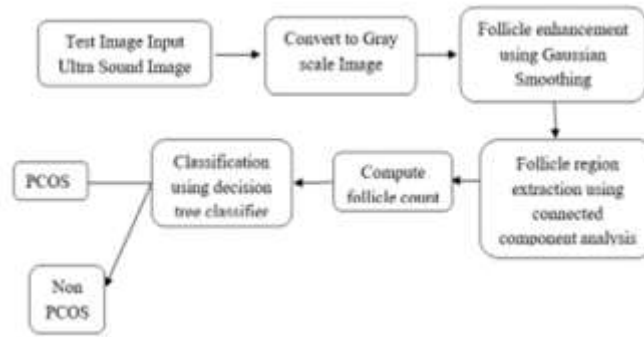 Test Image Input
Ultra Sound Image
Convert to Gray
scale Image
Follicle enhancement
using Gaussian
Smoothing
Follicle region
extraction using
connected
component analysis
Compute
follicle count
Classification
using decision
tree classifier
PCOS
Non
PCOS